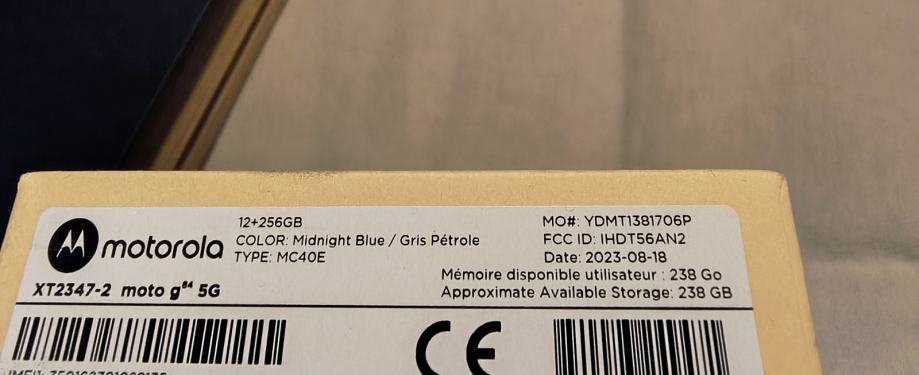 12+256GB
motorola
COLOR: Midnight Blue / Gris Pétrole
TYPE: MC40E
XT2347-2 moto g84 5G
MO#: YDMT1381706P
FCC ID: IHDT56AN2
Date: 2023-08-18
Mémoire disponible utilisateur : 238 Go
Approximate Available Storage: 238 GB
CE